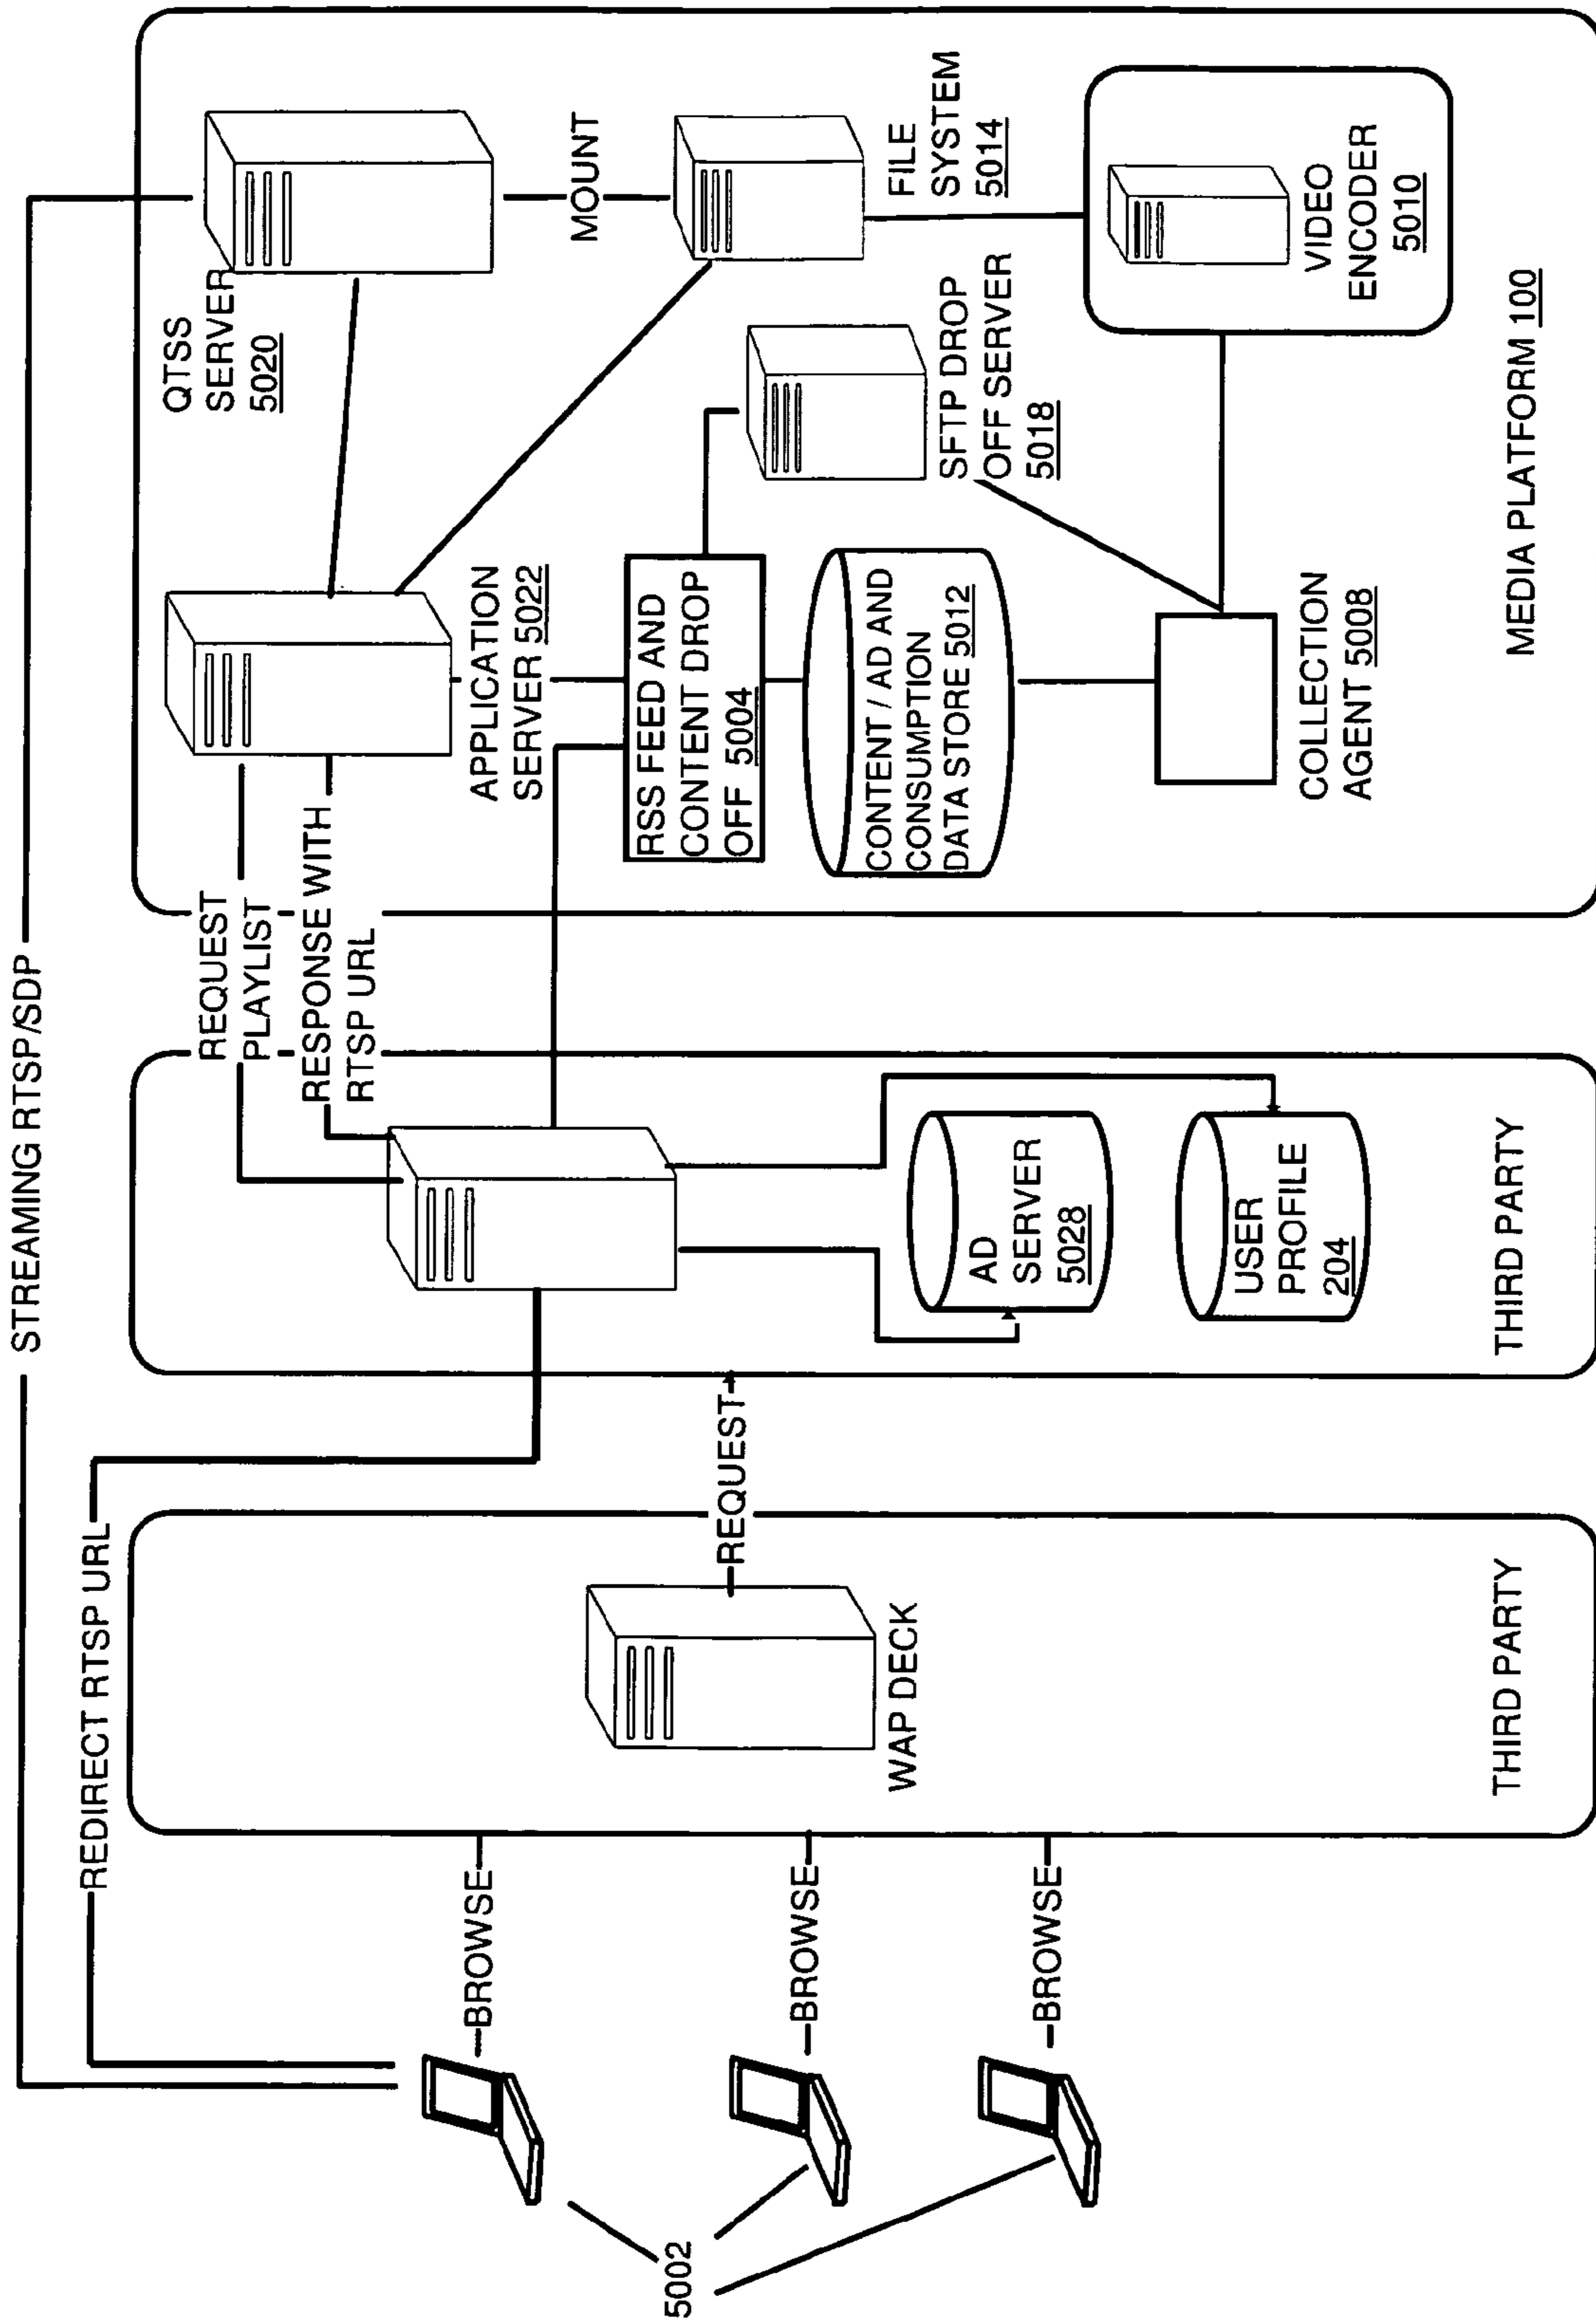 STREAMING RTSP/SDP
REDIRECT RTSP URL
5002
BROWSE
BROWSE
BROWSE
WAP DECK
THIRD PARTY
REQUEST
AD
SERVER
5028
USER
PROFILE
204
THIRD PARTY
REQUEST
PLAYLIST
RESPONSE WITH
RTSP URL
APPLICATION
SERVER 5022
RSS FEED AND
CONTENT DROP
OFF 5004
CONTENT / AD AND
CONSUMPTION
DATA STORE 5012
COLLECTION
AGENT 5008
QTSS
SERVER
5020
MOUNT
FILE
SYSTEM
5014
SFTP DROP
OFF SERVER
5018
VIDEO
ENCODER
5010
MEDIA PLATFORM 100